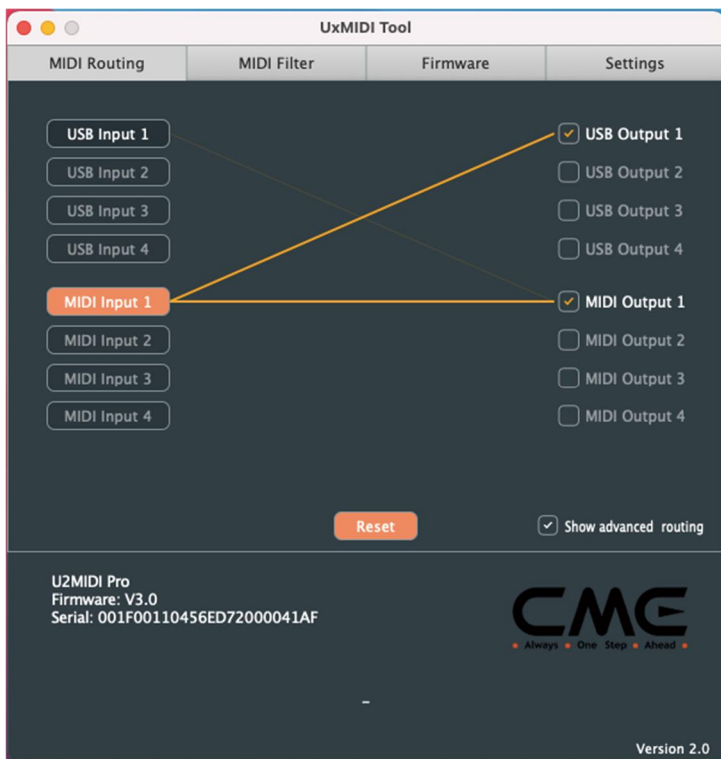 UxMIDI Tool
MIDI Routing MIDI Filter Firmware Settings
USB Input 1 USB Output 1
USB Input 2 USB Output 2
USB Input 3 USB Output 3
USB Input 4 USB Output 4
MIDI Input 1 MIDI Output 1
MIDI Input 2 MIDI Output 2
MIDI Input 3 MIDI Output 3
MIDI Input 4 MIDI Output 4
Reset Show advanced routing
U2MIDI Pro
Firmware: V3.0
Serial: 001F00110456ED72000041AF
CME
• Always • One Step • Ahead •
–
Version 2.0